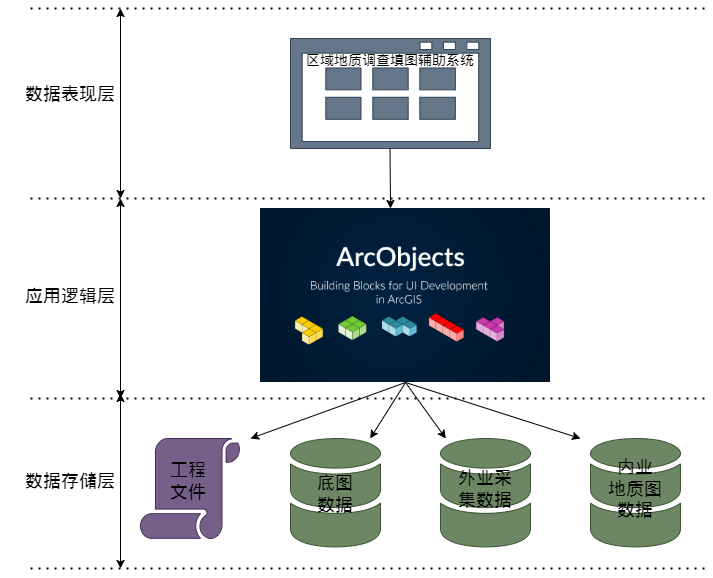 区域地质调查填图辅助系统
数据表现层
ArcObjects
Building Blocks for UI Development
in ArcGIS
应用逻辑层
工程
文件
底图
数据
外业采
集数据
内业
地质图
数据
数据存储层